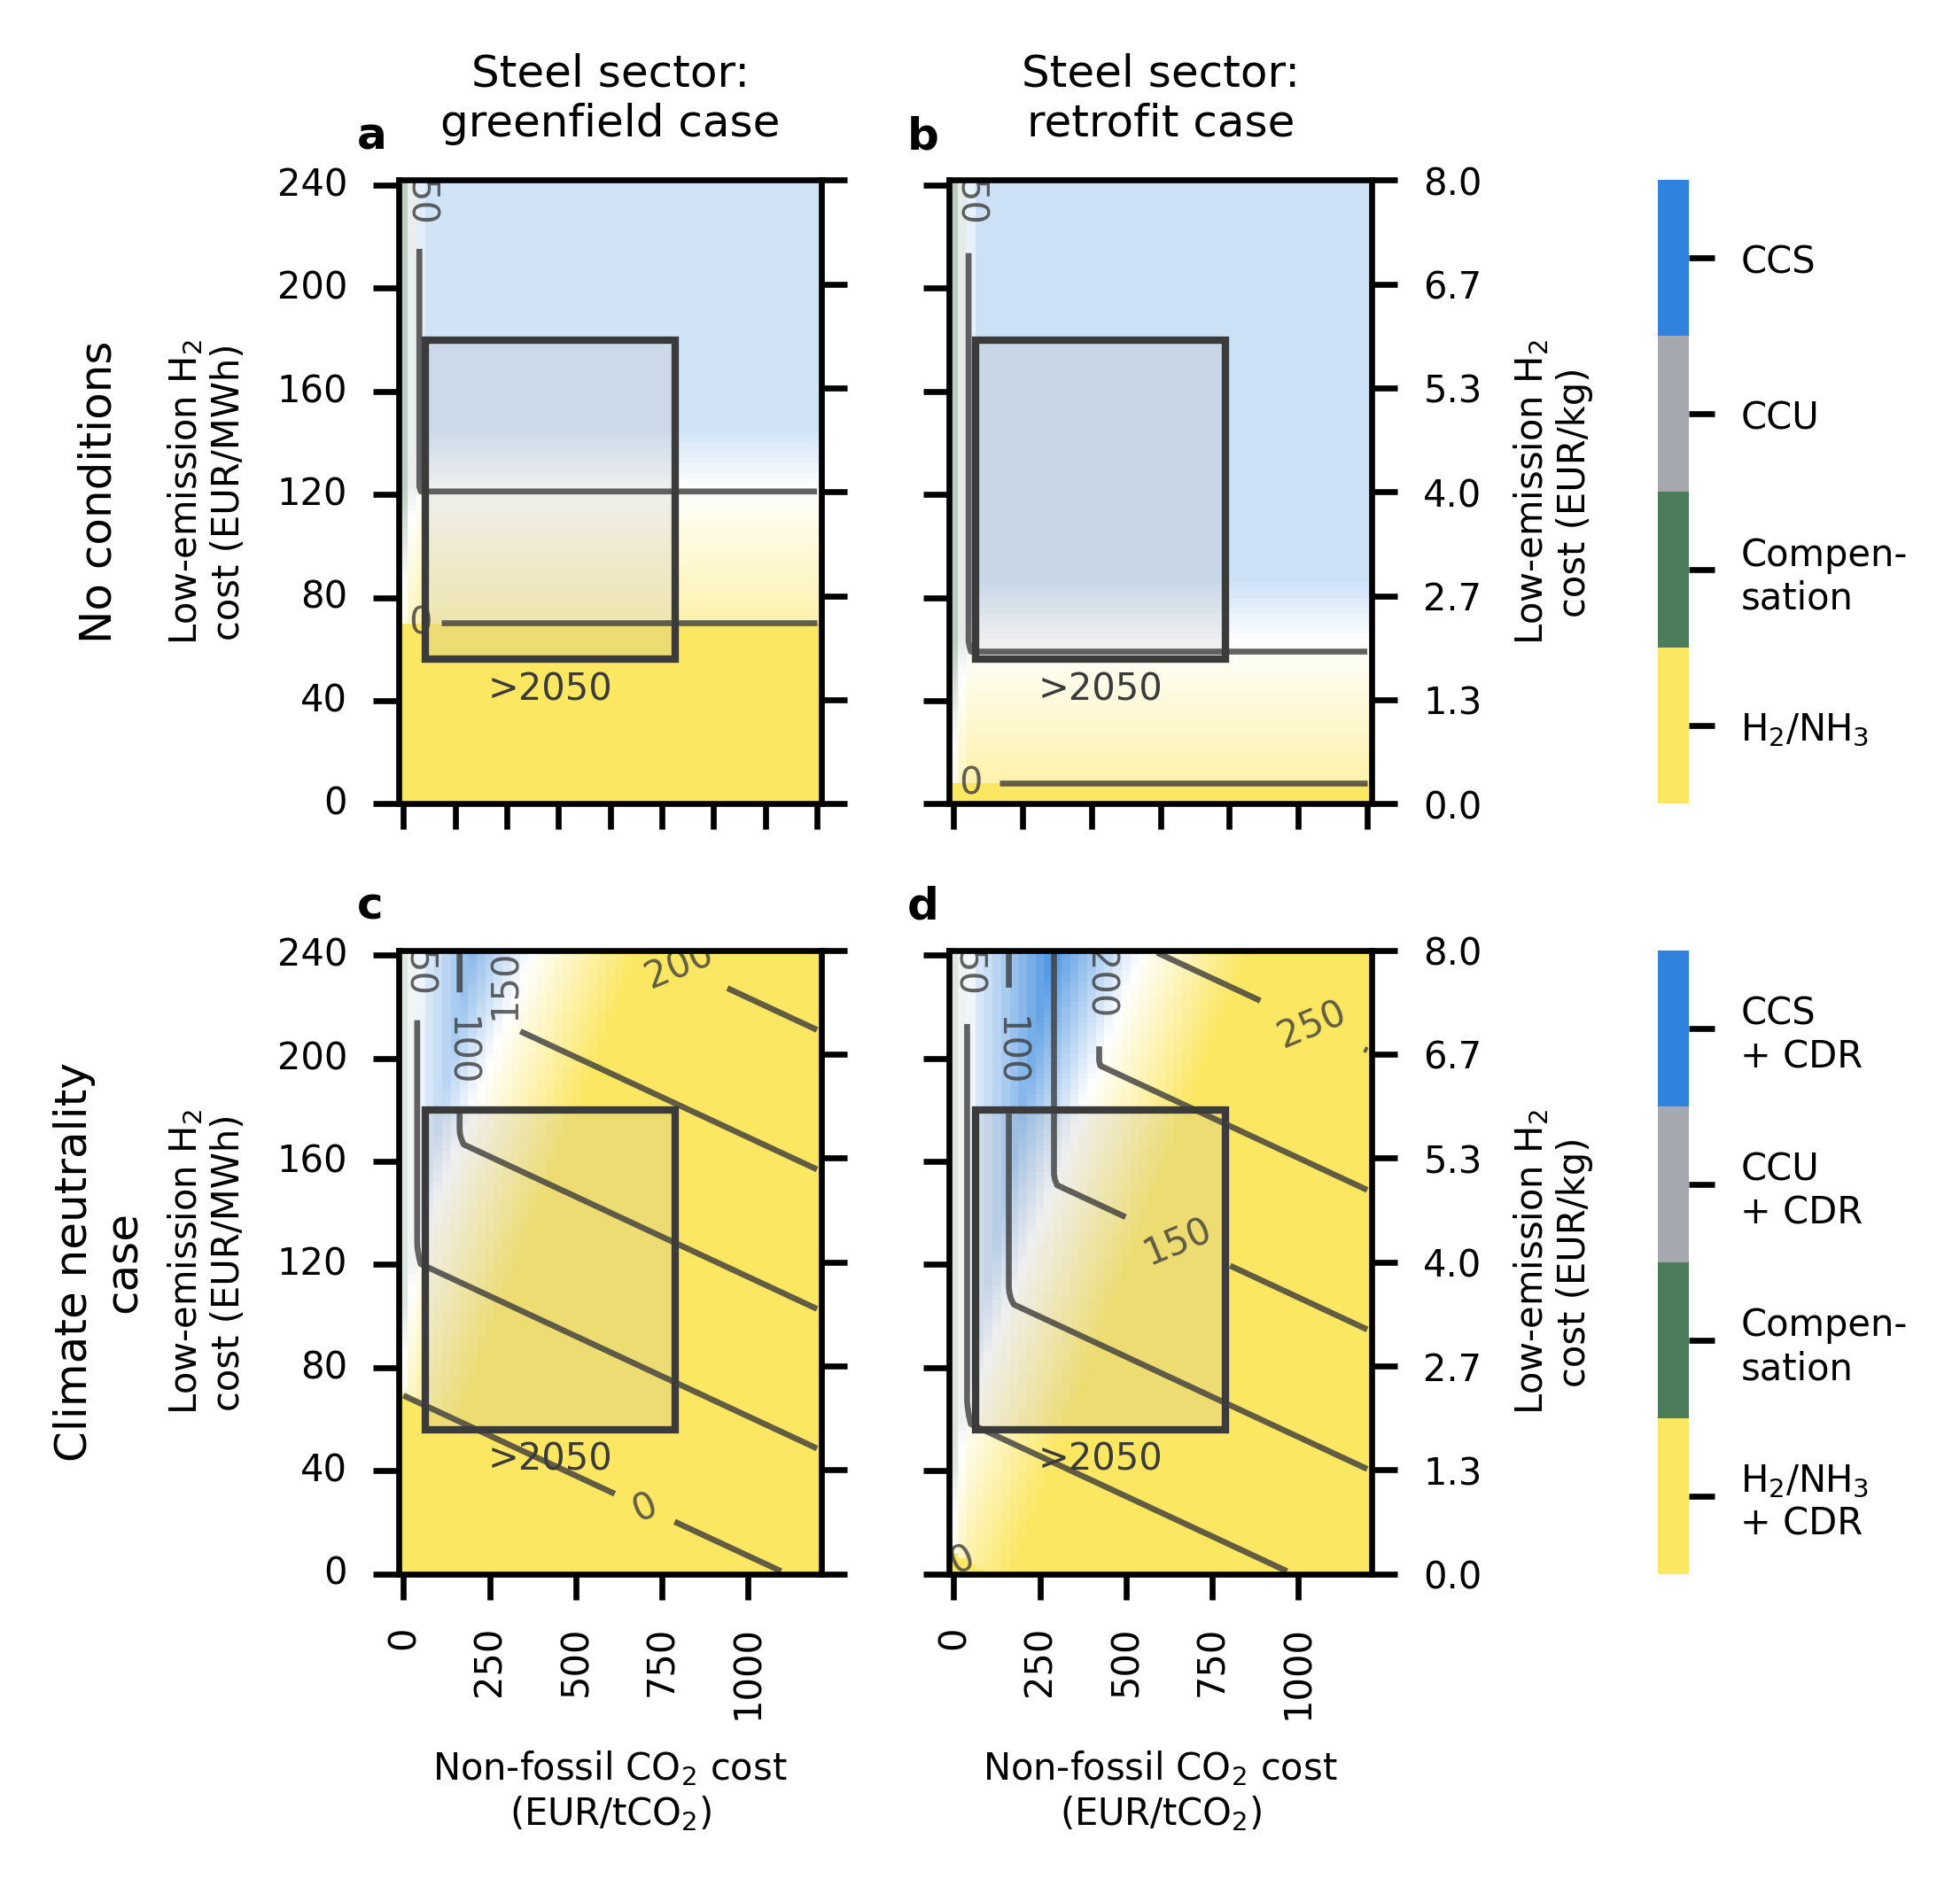 Steel sector:
greenfield case
Steel sector:
retrofit case
a
b
No conditions
Low-emission H₂
cost (EUR/MWh)
240
200
160
120
80
40
0
50
0
>2050
50
0
>2050
8.0
6.7
5.3
4.0
2.7
1.3
0.0
Low-emission H₂
cost (EUR/kg)
CCS
CCU
Compen-
sation
H₂/NH₃
c
d
Climate neutrality
case
Low-emission H₂
cost (EUR/MWh)
240
200
160
120
80
40
0
50
100
150
200
0
>2050
50
100
200
250
150
0
>2050
8.0
6.7
5.3
4.0
2.7
1.3
0.0
Low-emission H₂
cost (EUR/kg)
CCS
+ CDR
CCU
+ CDR
Compen-
sation
H₂/NH₃
+ CDR
0
250
500
750
1000
0
250
500
750
1000
Non-fossil CO₂ cost
(EUR/tCO₂)
Non-fossil CO₂ cost
(EUR/tCO₂)